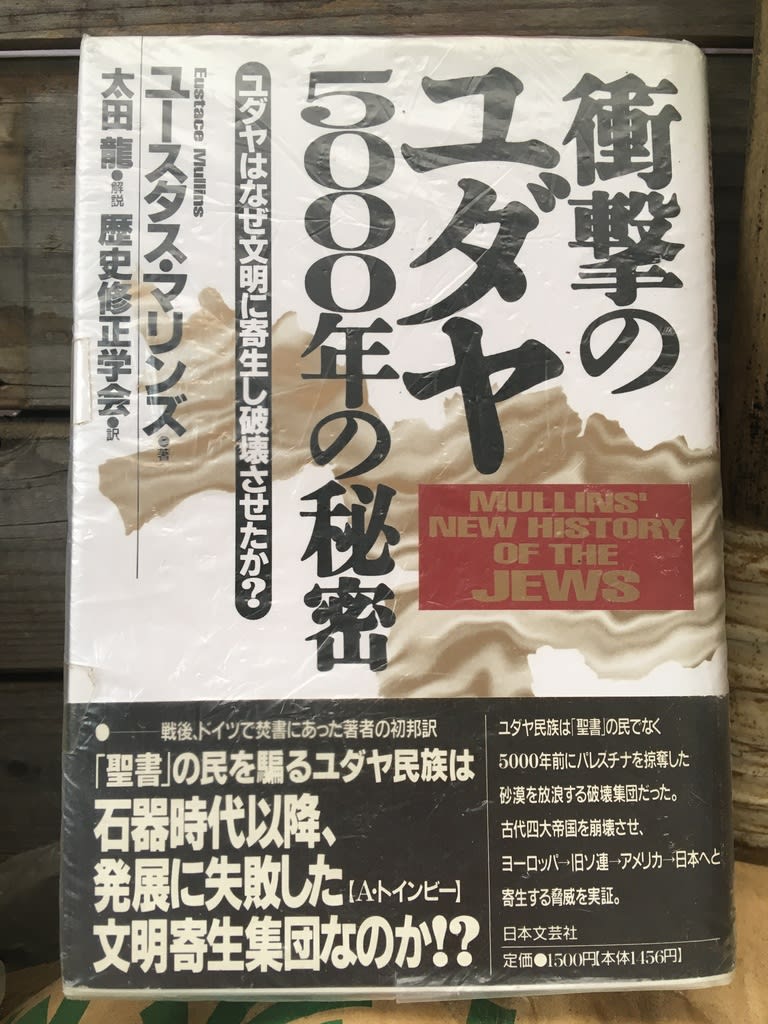 衝撃の
ユダヤ
5000年の秘密
ユダヤはなぜ文明に寄生し破壊させたか?
Eustace Mullins
ユースタス・マリンズ●著
太田 龍●解説 歴史修正学会●訳
MULLINS'
NEW HISTORY
OF THE
JEWS
●——戦後、ドイツで焚書にあった著者の初邦訳
「聖書」の民を騙るユダヤ民族は
石器時代以降、
発展に失敗した【A・トインビー】
文明寄生集団なのか!?
ユダヤ民族は「聖書」の民でなく
5000年前にパレスチナを掠奪した
砂漠を放浪する破壊集団だった。
古代四大帝国を崩壊させ、
ヨーロッパ→旧ソ連→アメリカ→日本へと
寄生する脅威を実証。
日本文芸社
定価●1500円【本体1456円】